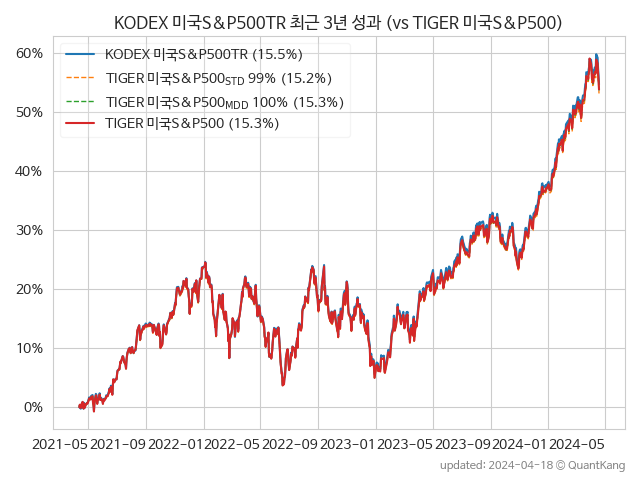 KODEX 미국S&P500TR 최근 3년 성과 (vs TIGER 미국S&P500)
KODEX 미국S&P500TR (15.5%)
TIGER 미국S&P500STD 99% (15.2%)
TIGER 미국S&P500MDD 100% (15.3%)
TIGER 미국S&P500 (15.3%)
60%
50%
40%
30%
20%
10%
0%
2021-05 2021-09 2022-01 2022-05 2022-09 2023-01 2023-05 2023-09 2024-01 2024-05
updated: 2024-04-18 © QuantKang